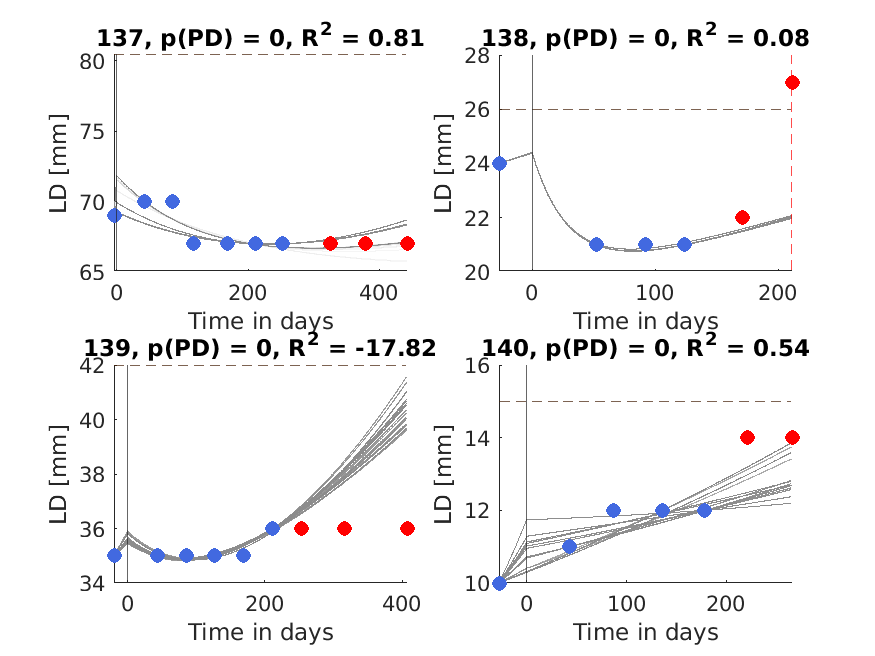 137, p(PD) = 0, R² = 0.81
80
75
70
65
LD [mm]
0
200
400
Time in days
138, p(PD) = 0, R² = 0.08
28
26
24
22
20
LD [mm]
0
100
200
Time in days
139, p(PD) = 0, R² = -17.82
42
40
38
36
34
LD [mm]
0
200
400
Time in days
140, p(PD) = 0, R² = 0.54
16
14
12
10
LD [mm]
0
100
200
Time in days